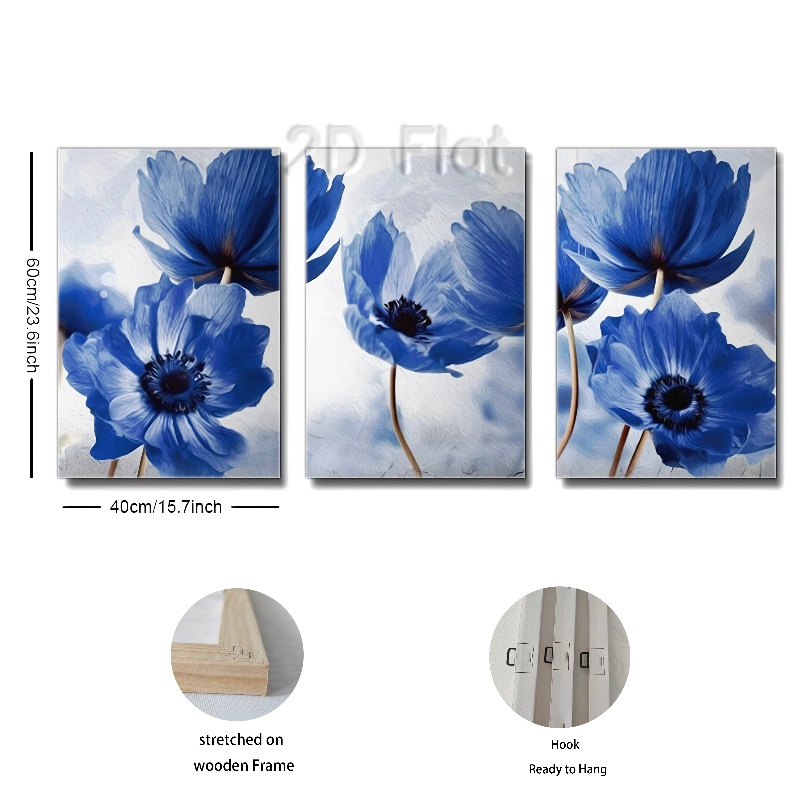 2D Flat
60cm/23.6inch
40cm/15.7inch
stretched on
wooden Frame
Hook
Ready to Hang